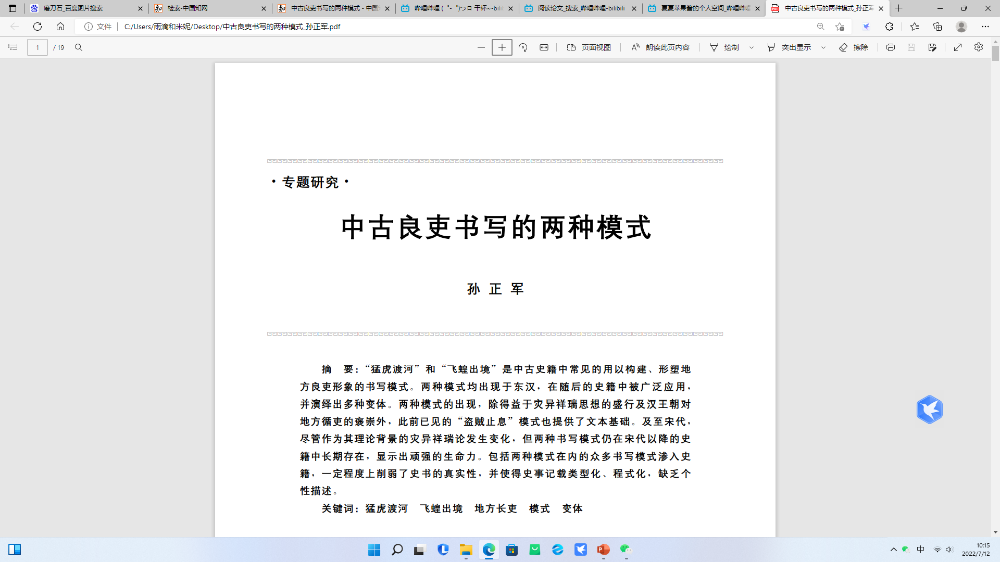 磨刀石_百度图片搜索
检索-中国知网
中古良吏书写的两种模式 - 中国
哔哩哔哩 (゜-゜)つロ 干杯~-bili
阅读论文_搜索_哔哩哔哩-bilibili
夏夏苹果酱的个人空间_哔哩哔哩
中古良吏书写的两种模式_孙正军
文件
C:/Users/雨滴和米妮/Desktop/中古良吏书写的两种模式_孙正军.pdf
1 / 19
页面视图
朗读此页内容
绘制
突出显示
擦除
·专题研究·
中古良吏书写的两种模式
孙 正 军
摘 要：“猛虎渡河”和“飞蝗出境”是中古史籍中常见的用以构建、形塑地
方良吏形象的书写模式。两种模式均出现于东汉，在随后的史籍中被广泛应用，
并演绎出多种变体。两种模式的出现，除得益于灾异祥瑞思想的盛行及汉王朝对
地方循吏的褒崇外，此前已见的“盗贼止息”模式也提供了文本基础。及至宋代，
尽管作为其理论背景的灾异祥瑞论发生变化，但两种书写模式仍在宋代以降的史
籍中长期存在，显示出顽强的生命力。包括两种模式在内的众多书写模式渗入史
籍，一定程度上削弱了史书的真实性，并使得史事记载类型化、程式化，缺乏个
性描述。
关键词：猛虎渡河 飞蝗出境 地方长吏 模式 变体
中
10:15
2022/7/12